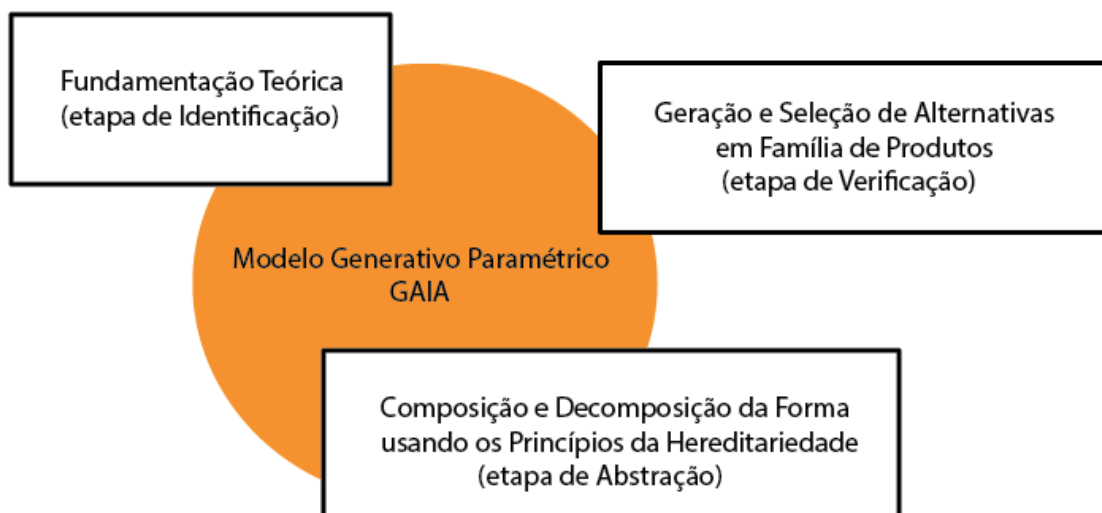 Fundamentação Teórica
(etapa de Identificação)
Geração e Seleção de Alternativas
em Família de Produtos
(etapa de Verificação)
Modelo Generativo Paramétrico
GAIA
Composição e Decomposição da Forma
usando os Princípios da Hereditariedade
(etapa de Abstração)